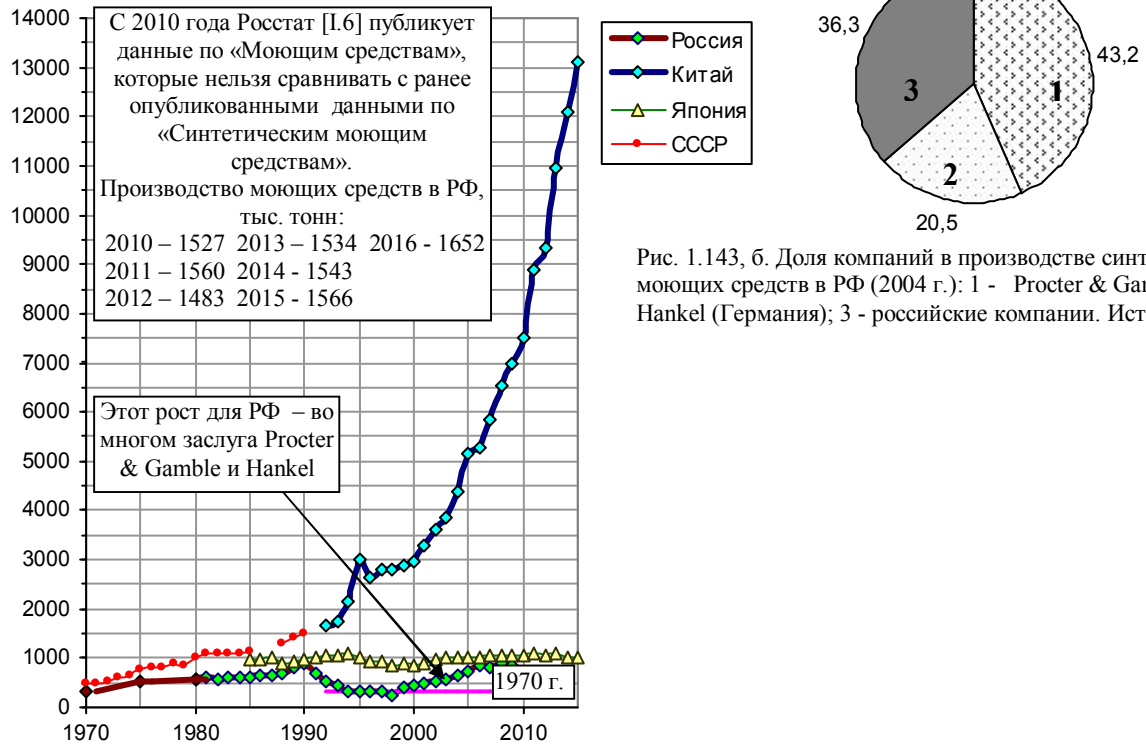 14000
13000
12000
11000
10000
9000
8000
7000
6000
5000
4000
3000
2000
1000
0
1970
1980
1990
2000
2010
С 2010 года Росстат [I.6] публикует
данные по «Моющим средствам»,
которые нельзя сравнивать с ранее
опубликованными данными по
«Синтетическим моющим
средствам».
Производство моющих средств в РФ,
тыс. тонн:
2010 – 1527 2013 – 1534 2016 - 1652
2011 – 1560 2014 - 1543
2012 – 1483 2015 - 1566
Этот рост для РФ – во
многом заслуга Procter
& Gamble и Hankel
1970 г.
Россия
Китай
Япония
СССР
36,3
43,2
3
1
2
20,5
Рис. 1.143, б. Доля компаний в производстве синт
моющих средств в РФ (2004 г.): 1 - Procter & Ga
Hankel (Германия); 3 - российские компании. Ист